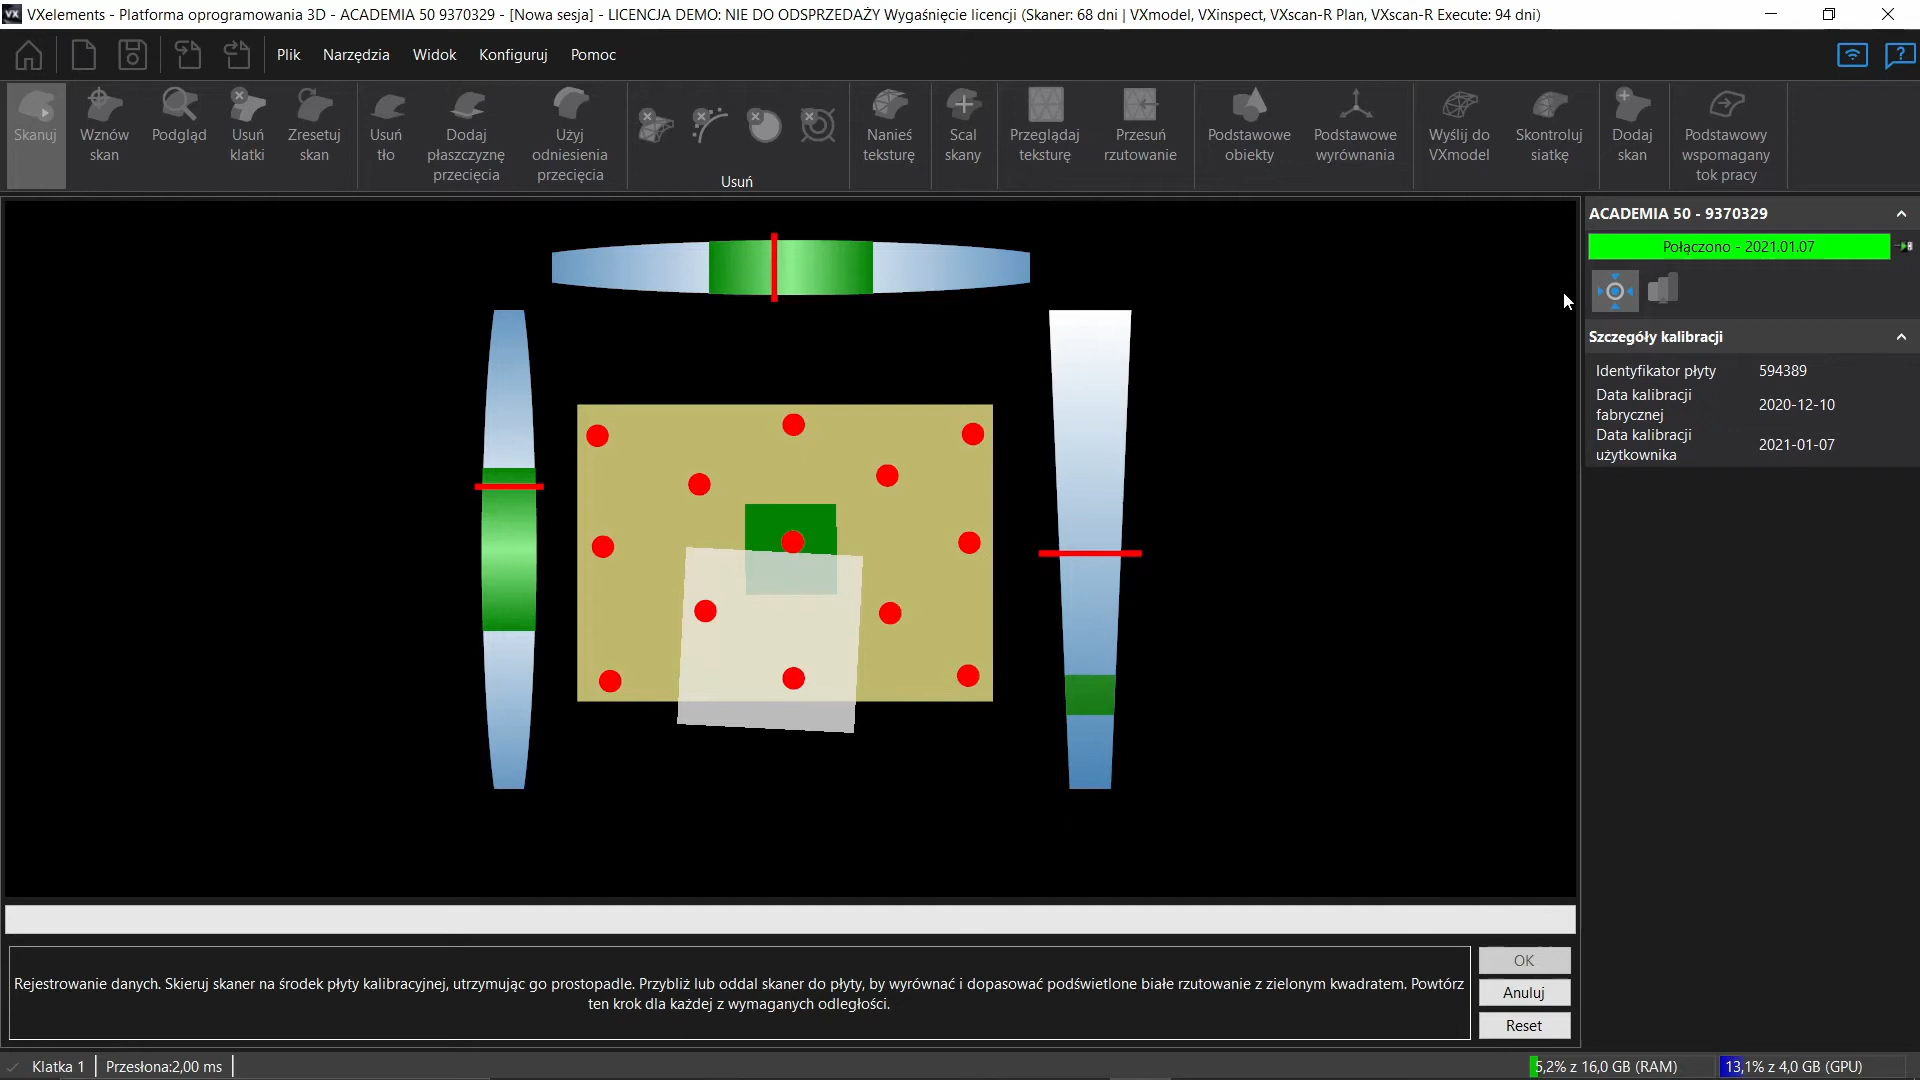 VXelements - Platforma oprogramowania 3D - ACADEMIA 50 9370329 - [Nowa sesja] - LICENCJA DEMO: NIE DO ODSPRZEDAŻY Wygaśnięcie licencji (Skaner: 68 dni | VXmodel, VXinspect, VXscan-R Plan, VXscan-R Execute: 94 dni)
Plik Narzędzia Widok Konfiguruj Pomoc
Skanuj
Wznów
skan
Podgląd
Usuń
klatki
Zresetuj
skan
Usuń
tło
Dodaj
płaszczyznę
przecięcia
Użyj
odniesienia
przecięcia
Usuń
Nanieś
teksturę
Scal
skany
Przeglądaj
teksturę
Przesuń
rzutowanie
Podstawowe
obiekty
Podstawowe
wyrównania
Wyślij do
VXmodel
Skontroluj
siatkę
Dodaj
skan
Podstawowy
wspomagany
tok pracy
ACADEMIA 50 - 9370329
Połączono - 2021.01.07
Szczegóły kalibracji
Identyfikator płyty 594389
Data kalibracji
fabrycznej 2020-12-10
Data kalibracji
użytkownika 2021-01-07
Rejestrowanie danych. Skieruj skaner na środek płyty kalibracyjnej, utrzymując go prostopadle. Przybliż lub oddal skaner do płyty, by wyrównać i dopasować podświetlone białe rzutowanie z zielonym kwadratem. Powtórz
ten krok dla każdej z wymaganych odległości.
OK
Anuluj
Reset
Klatka 1 Przesłona:2,00 ms
5,2% z 16,0 GB (RAM) 13,1% z 4,0 GB (GPU)